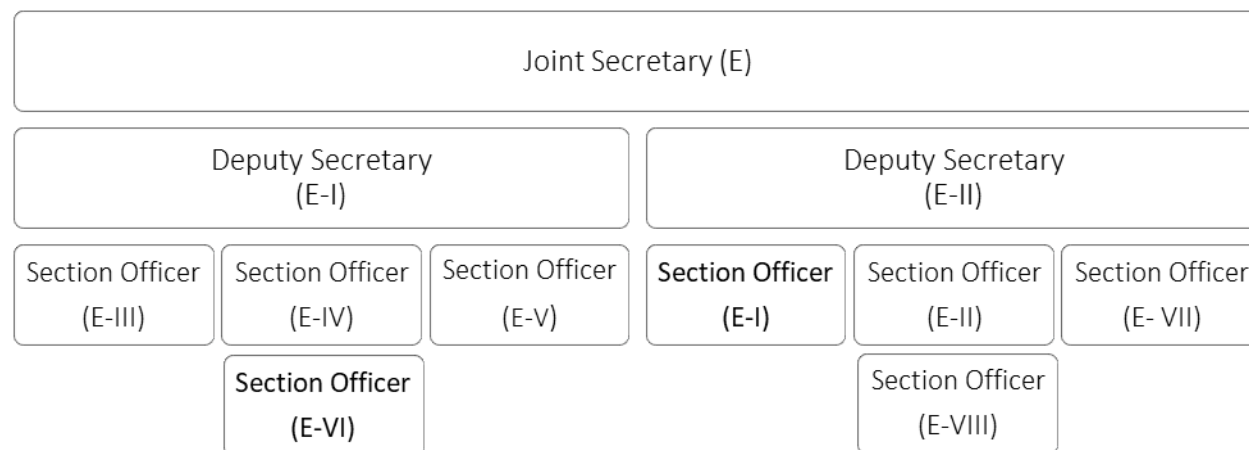 Joint Secretary (E)
Deputy Secretary
(E-I)
Deputy Secretary
(E-II)
Section Officer
(E-III)
Section Officer
(E-IV)
Section Officer
(E-V)
Section Officer
(E-I)
Section Officer
(E-II)
Section Officer
(E- VII)
Section Officer
(E-VI)
Section Officer
(E-VIII)